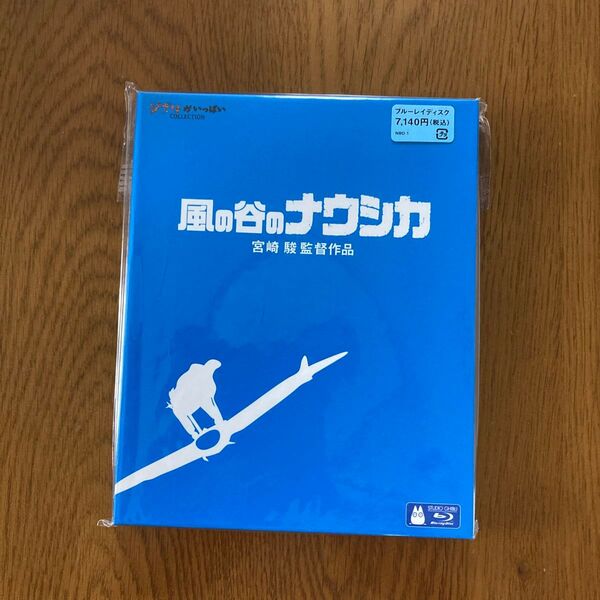 ジブリがいっぱい
COLLECTION
ブルーレイディスク
7,140円(税込)
NBD 1
風の谷のナウシカ
宮崎 駿 監督作品
STUDIO GHIBLI
Blu-ray Disc